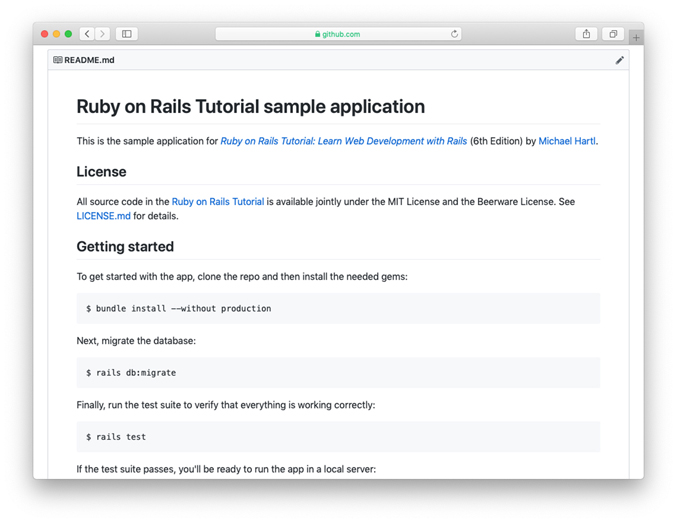 github.com
README.md
Ruby on Rails Tutorial sample application
This is the sample application for Ruby on Rails Tutorial: Learn Web Development with Rails (6th Edition) by Michael Hartl.
License
All source code in the Ruby on Rails Tutorial is available jointly under the MIT License and the Beerware License. See
LICENSE.md for details.
Getting started
To get started with the app, clone the repo and then install the needed gems:
$ bundle install --without production
Next, migrate the database:
$ rails db:migrate
Finally, run the test suite to verify that everything is working correctly:
$ rails test
If the test suite passes, you'll be ready to run the app in a local server: